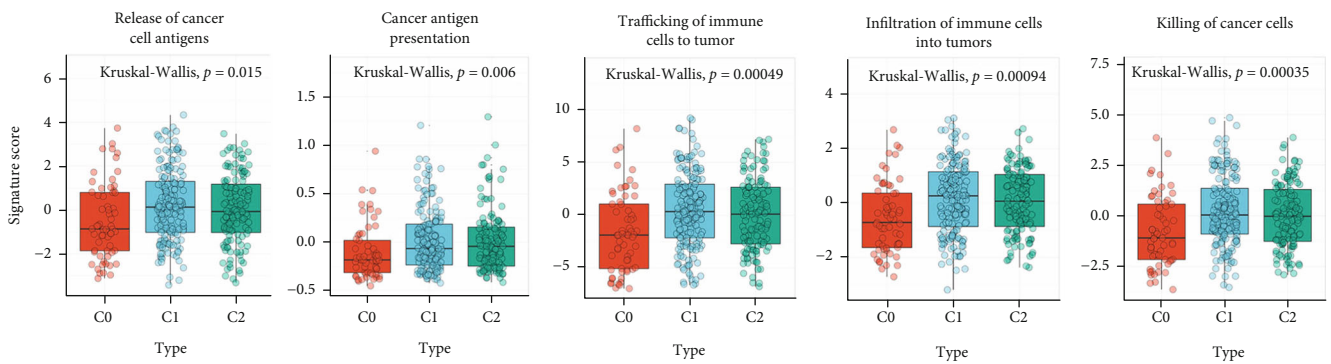 Release of cancer
cell antigens
Kruskal-Wallis, p = 0.015
Signature score
6
4
2
0
−2
C0 C1 C2
Type
Cancer antigen
presentation
Kruskal-Wallis, p = 0.006
1.5
1.0
0.5
0.0
−0.5
C0 C1 C2
Type
Trafficking of immune
cells to tumor
Kruskal-Wallis, p = 0.00049
10
5
0
−5
C0 C1 C2
Type
Infiltration of immune cells
into tumors
Kruskal-Wallis, p = 0.00094
4
2
0
−2
C0 C1 C2
Type
Killing of cancer cells
Kruskal-Wallis, p = 0.00035
7.5
5.0
2.5
0.0
−2.5
C0 C1 C2
Type